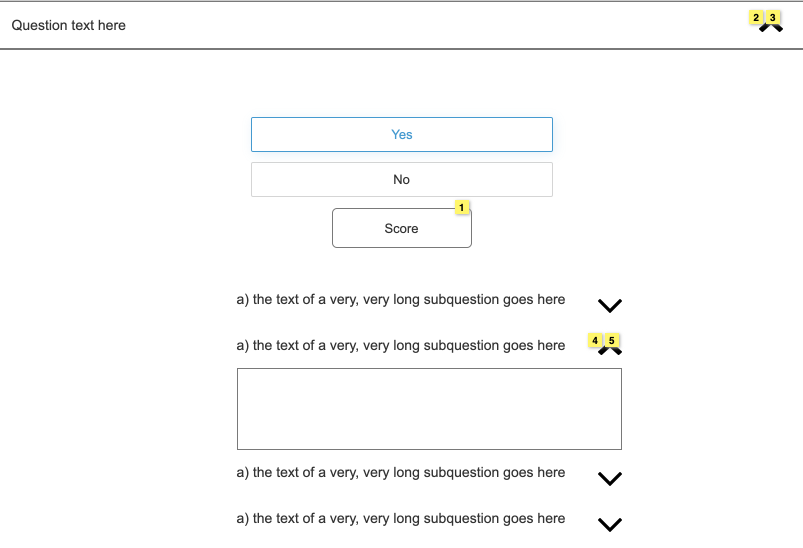 Question text here
2 3
Yes
No
1
Score
a) the text of a very, very long subquestion goes here
a) the text of a very, very long subquestion goes here
4 5
a) the text of a very, very long subquestion goes here
a) the text of a very, very long subquestion goes here